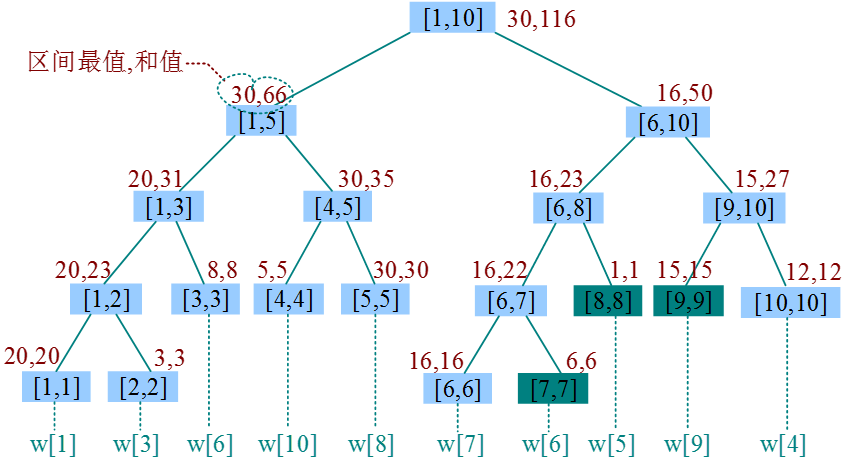 [1,10] 30,116
区间最值,和值
30,66 16,50
[1,5] [6,10]
20,31 30,35 16,23 15,27
[1,3] [4,5] [6,8] [9,10]
20,23 8,8 5,5 30,30 16,22 1,1 15,15 12,12
[1,2] [3,3] [4,4] [5,5] [6,7] [8,8] [9,9] [10,10]
20,20 3,3 16,16 6,6
[1,1] [2,2] [6,6] [7,7]
w[1] w[3] w[6] w[10] w[8] w[7] w[6] w[5] w[9] w[4]